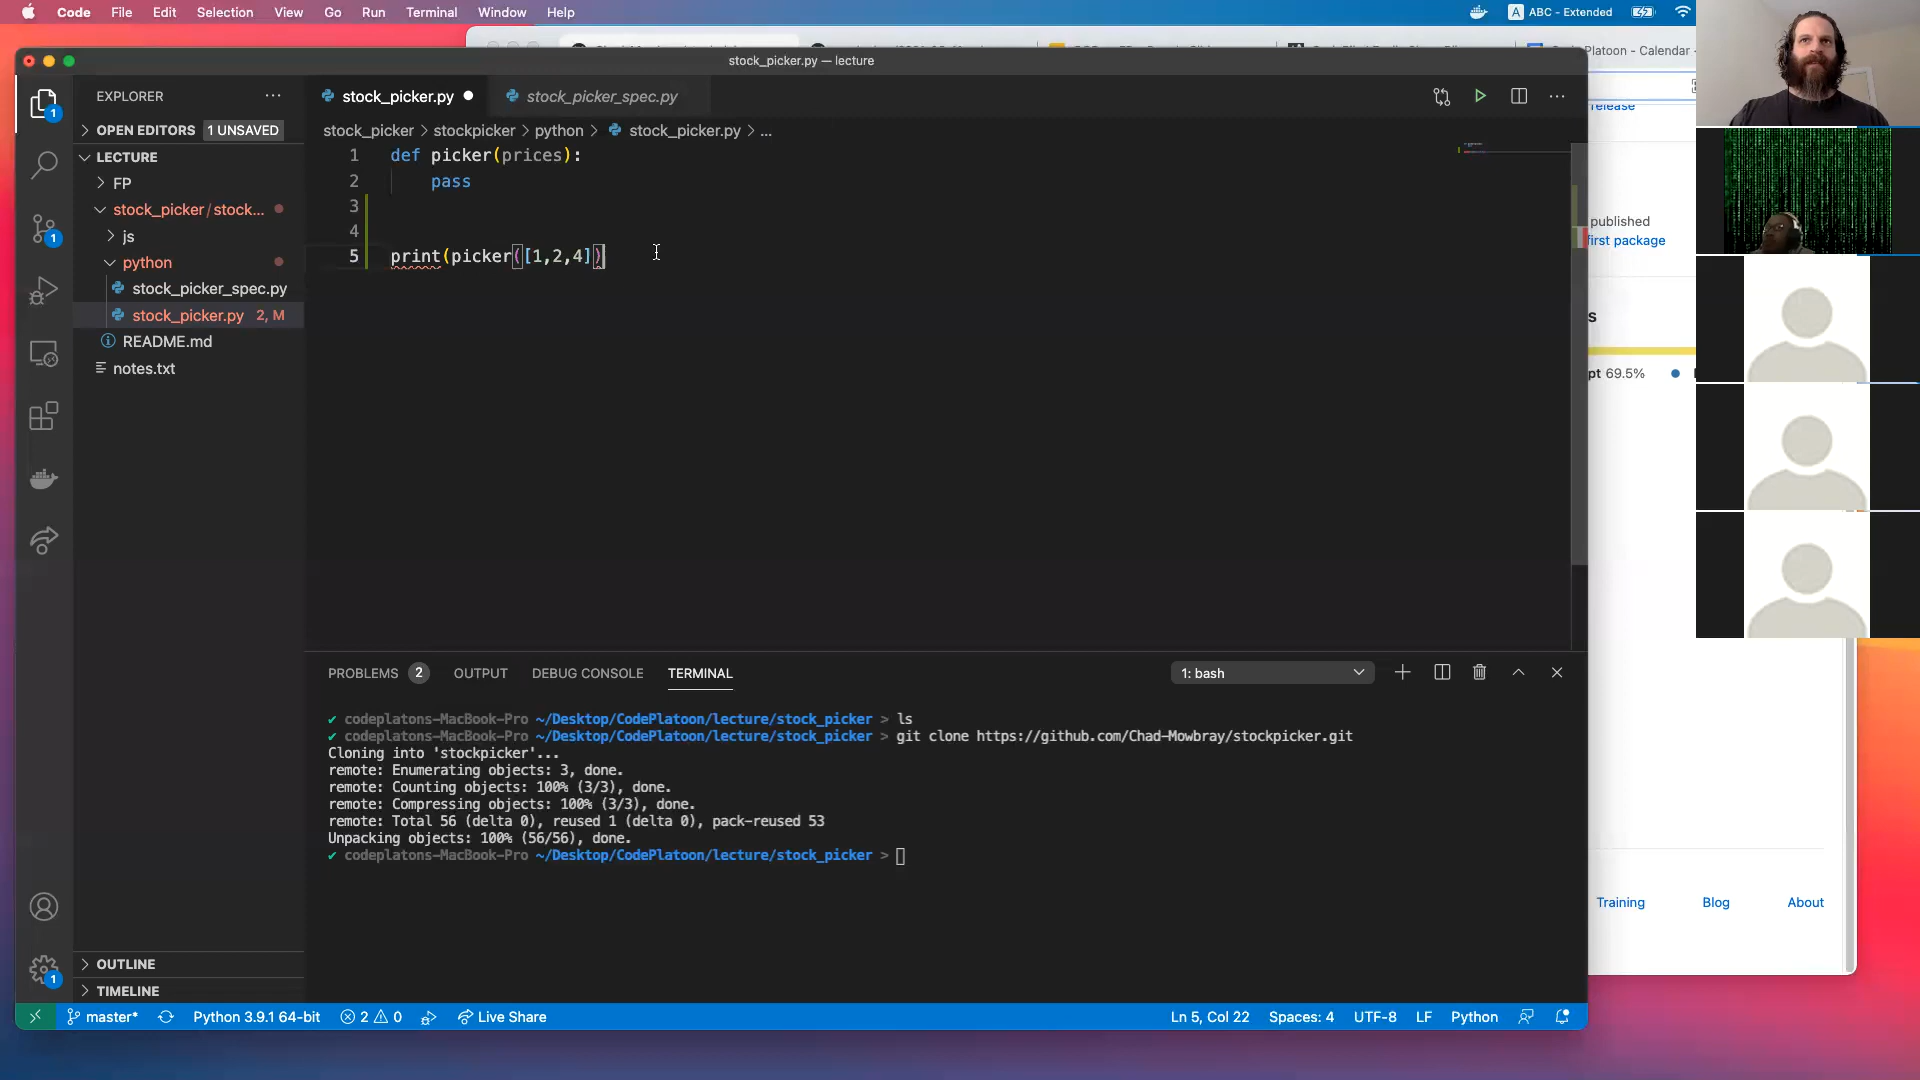 Code File Edit Selection View Go Run Terminal Window Help
A ABC - Extended
Platoon - Calendar
stock_picker.py — lecture
EXPLORER
stock_picker.py
stock_picker_spec.py
OPEN EDITORS 1 UNSAVED
stock_picker > stockpicker > python > stock_picker.py > ...
LECTURE
FP
stock_picker / stock...
js
python
stock_picker_spec.py
stock_picker.py 2, M
README.md
notes.txt
1 def picker(prices):
2 pass
3
4
5 print(picker([1,2,4])
release
published
first package
s
pt 69.5%
PROBLEMS 2 OUTPUT DEBUG CONSOLE TERMINAL
1: bash
✔ codeplatons-MacBook-Pro ~/Desktop/CodePlatoon/lecture/stock_picker > ls
✔ codeplatons-MacBook-Pro ~/Desktop/CodePlatoon/lecture/stock_picker > git clone https://github.com/Chad-Mowbray/stockpicker.git
Cloning into 'stockpicker'...
remote: Enumerating objects: 3, done.
remote: Counting objects: 100% (3/3), done.
remote: Compressing objects: 100% (3/3), done.
remote: Total 56 (delta 0), reused 1 (delta 0), pack-reused 53
Unpacking objects: 100% (56/56), done.
✔ codeplatons-MacBook-Pro ~/Desktop/CodePlatoon/lecture/stock_picker >
Training Blog About
OUTLINE
TIMELINE
master* Python 3.9.1 64-bit 2 0 Live Share
Ln 5, Col 22 Spaces: 4 UTF-8 LF Python